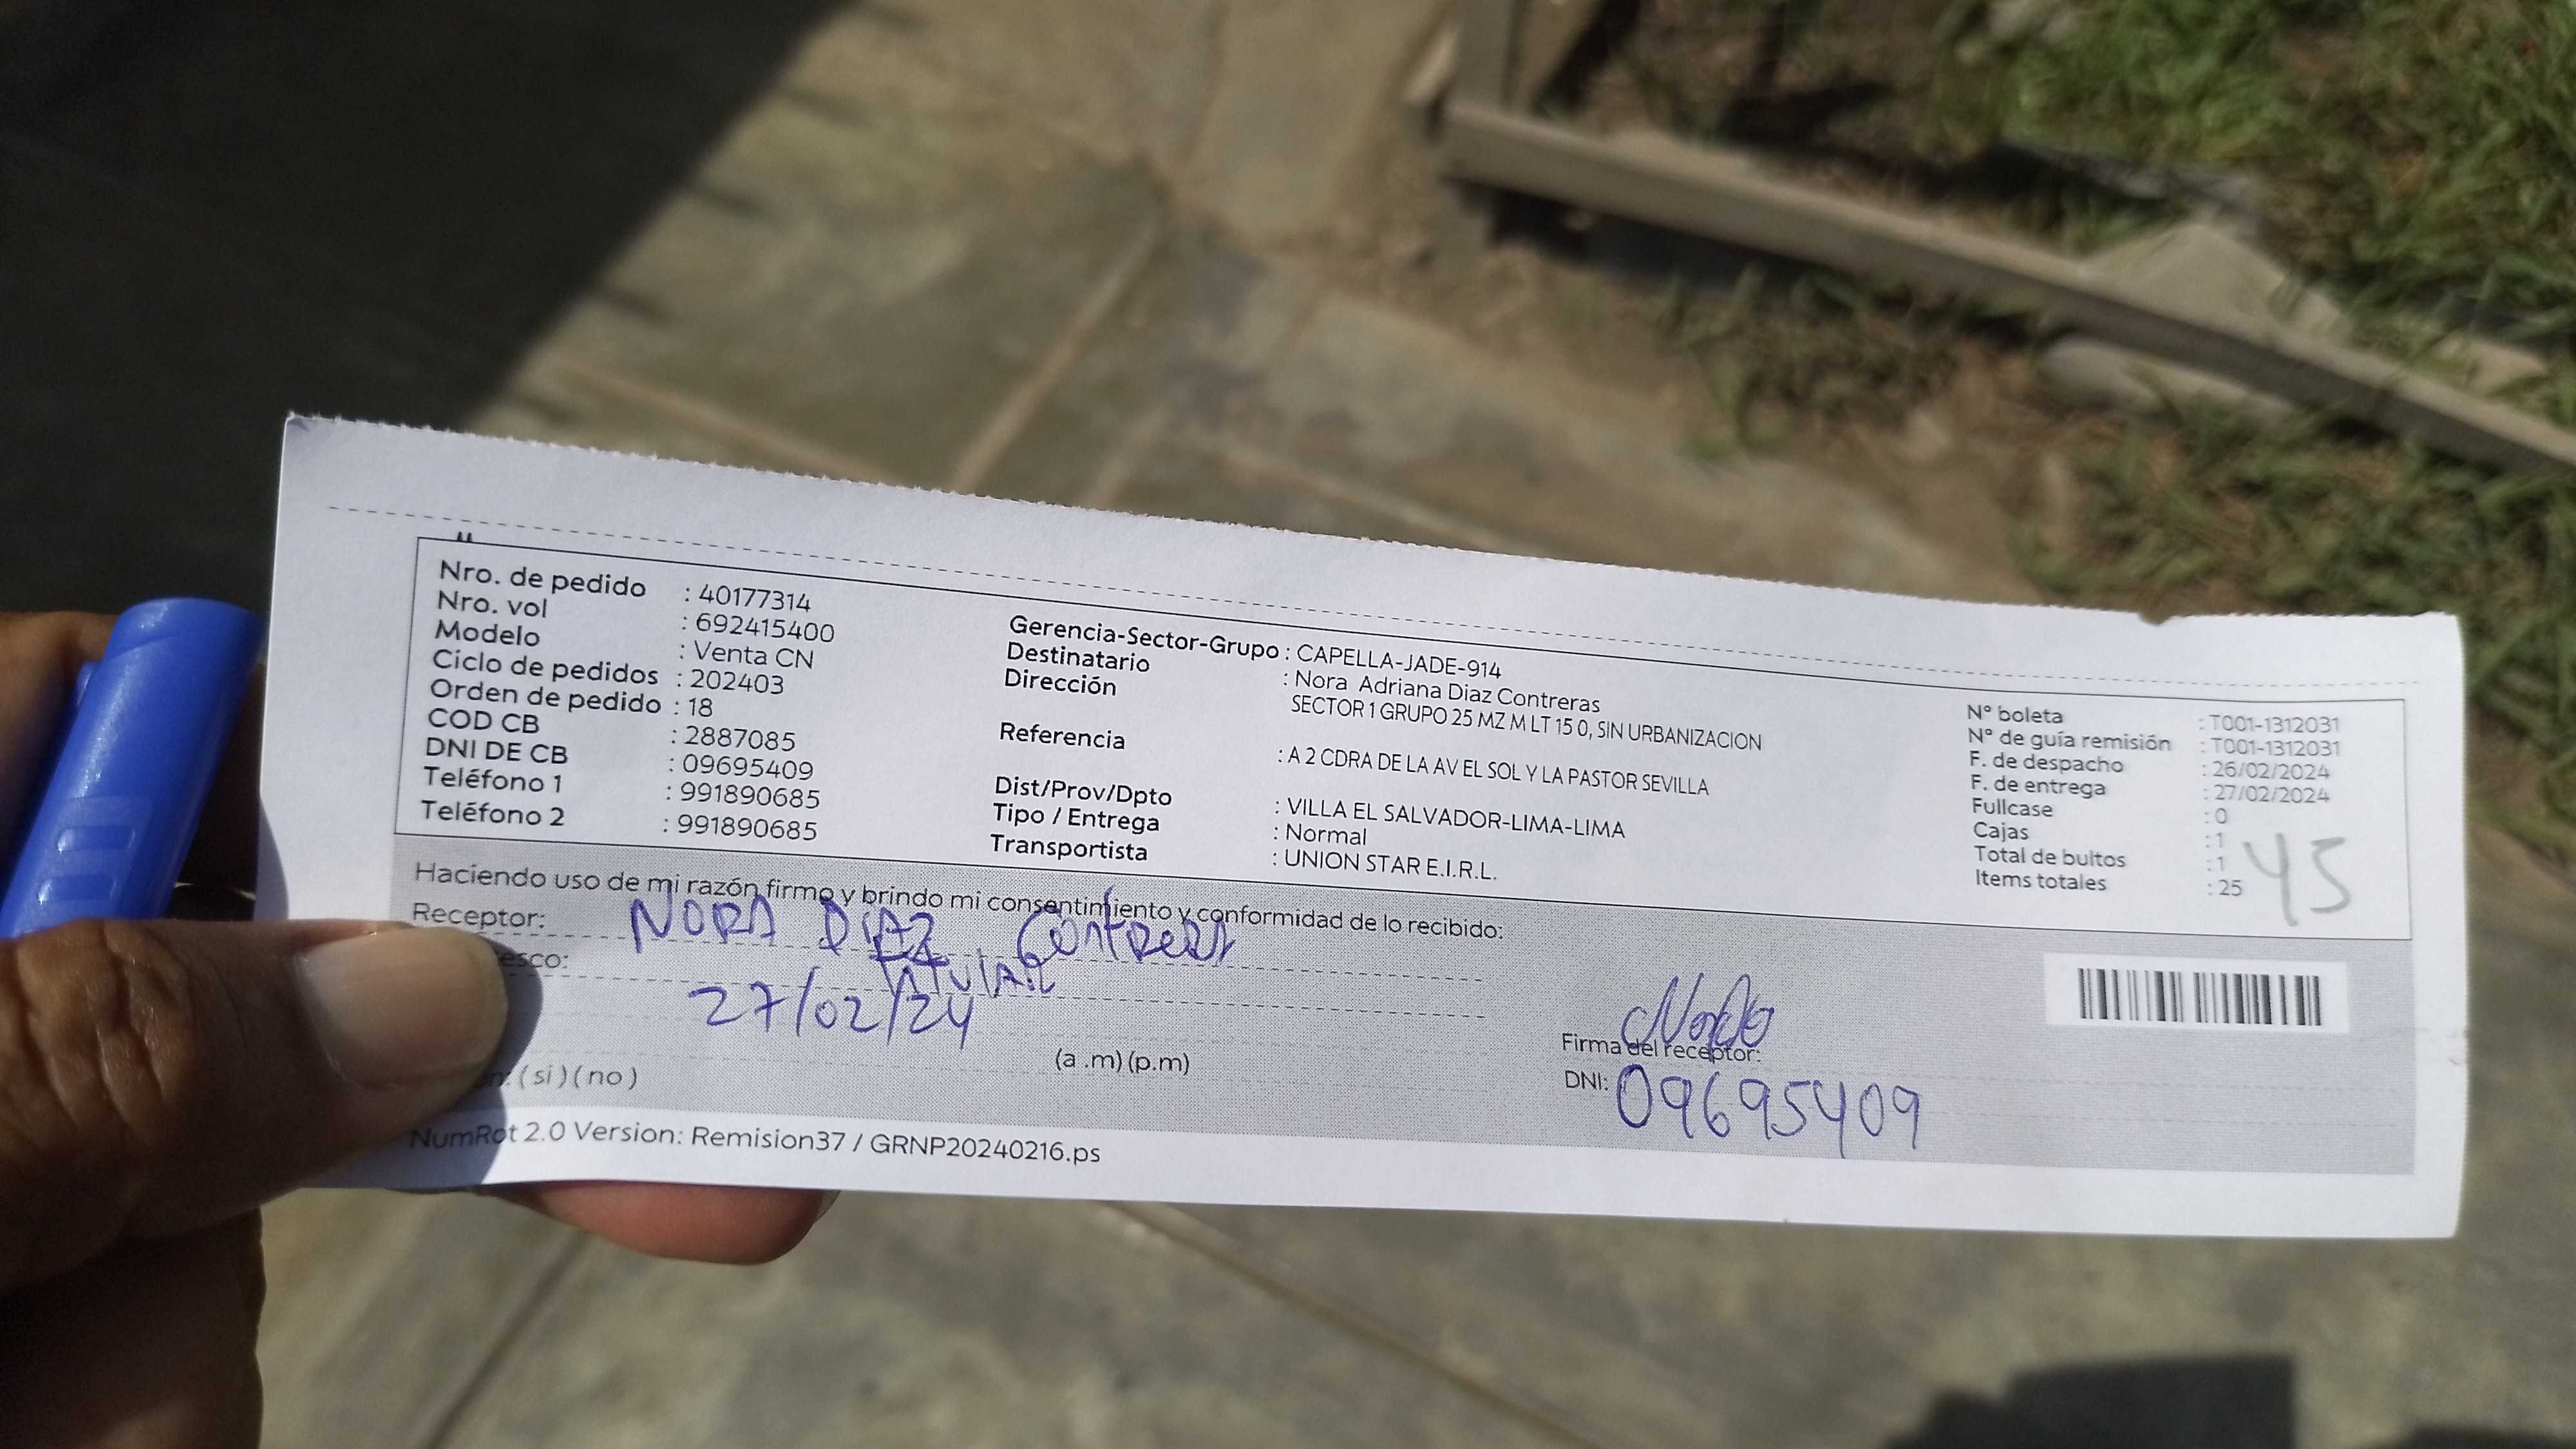 Nro. de pedido : 40177314
Nro. vol : 692415400
Modelo : Venta CN
Ciclo de pedidos : 202403
Orden de pedido : 18
COD CB : 2887085
DNI DE CB : 09695409
Teléfono 1 : 991890685
Teléfono 2 : 991890685
Gerencia-Sector-Grupo : CAPELLA-JADE-914
Destinatario : Nora Adriana Diaz Contreras
Dirección SECTOR 1 GRUPO 25 MZ M LT 15 0, SIN URBANIZACION
Referencia : A 2 CDRA DE LA AV EL SOL Y LA PASTOR SEVILLA
Dist/Prov/Dpto : VILLA EL SALVADOR-LIMA-LIMA
Tipo / Entrega : Normal
Transportista : UNION STAR E.I.R.L.
N° boleta : T001-1312031
N° de guía remisión : T001-1312031
F. de despacho : 26/02/2024
F. de entrega : 27/02/2024
Fullcase : 0
Cajas : 1
Total de bultos : 1
Items totales : 25
45
Haciendo uso de mi razón firmo y brindo mi consentimiento y conformidad de lo recibido:
Receptor: NORA DIAZ
esco:
27/02/24
(a .m) (p.m)
(si) (no)
Firma del receptor:
DNI: 09695409
NumRot 2.0 Version: Remision37 / GRNP20240216.ps